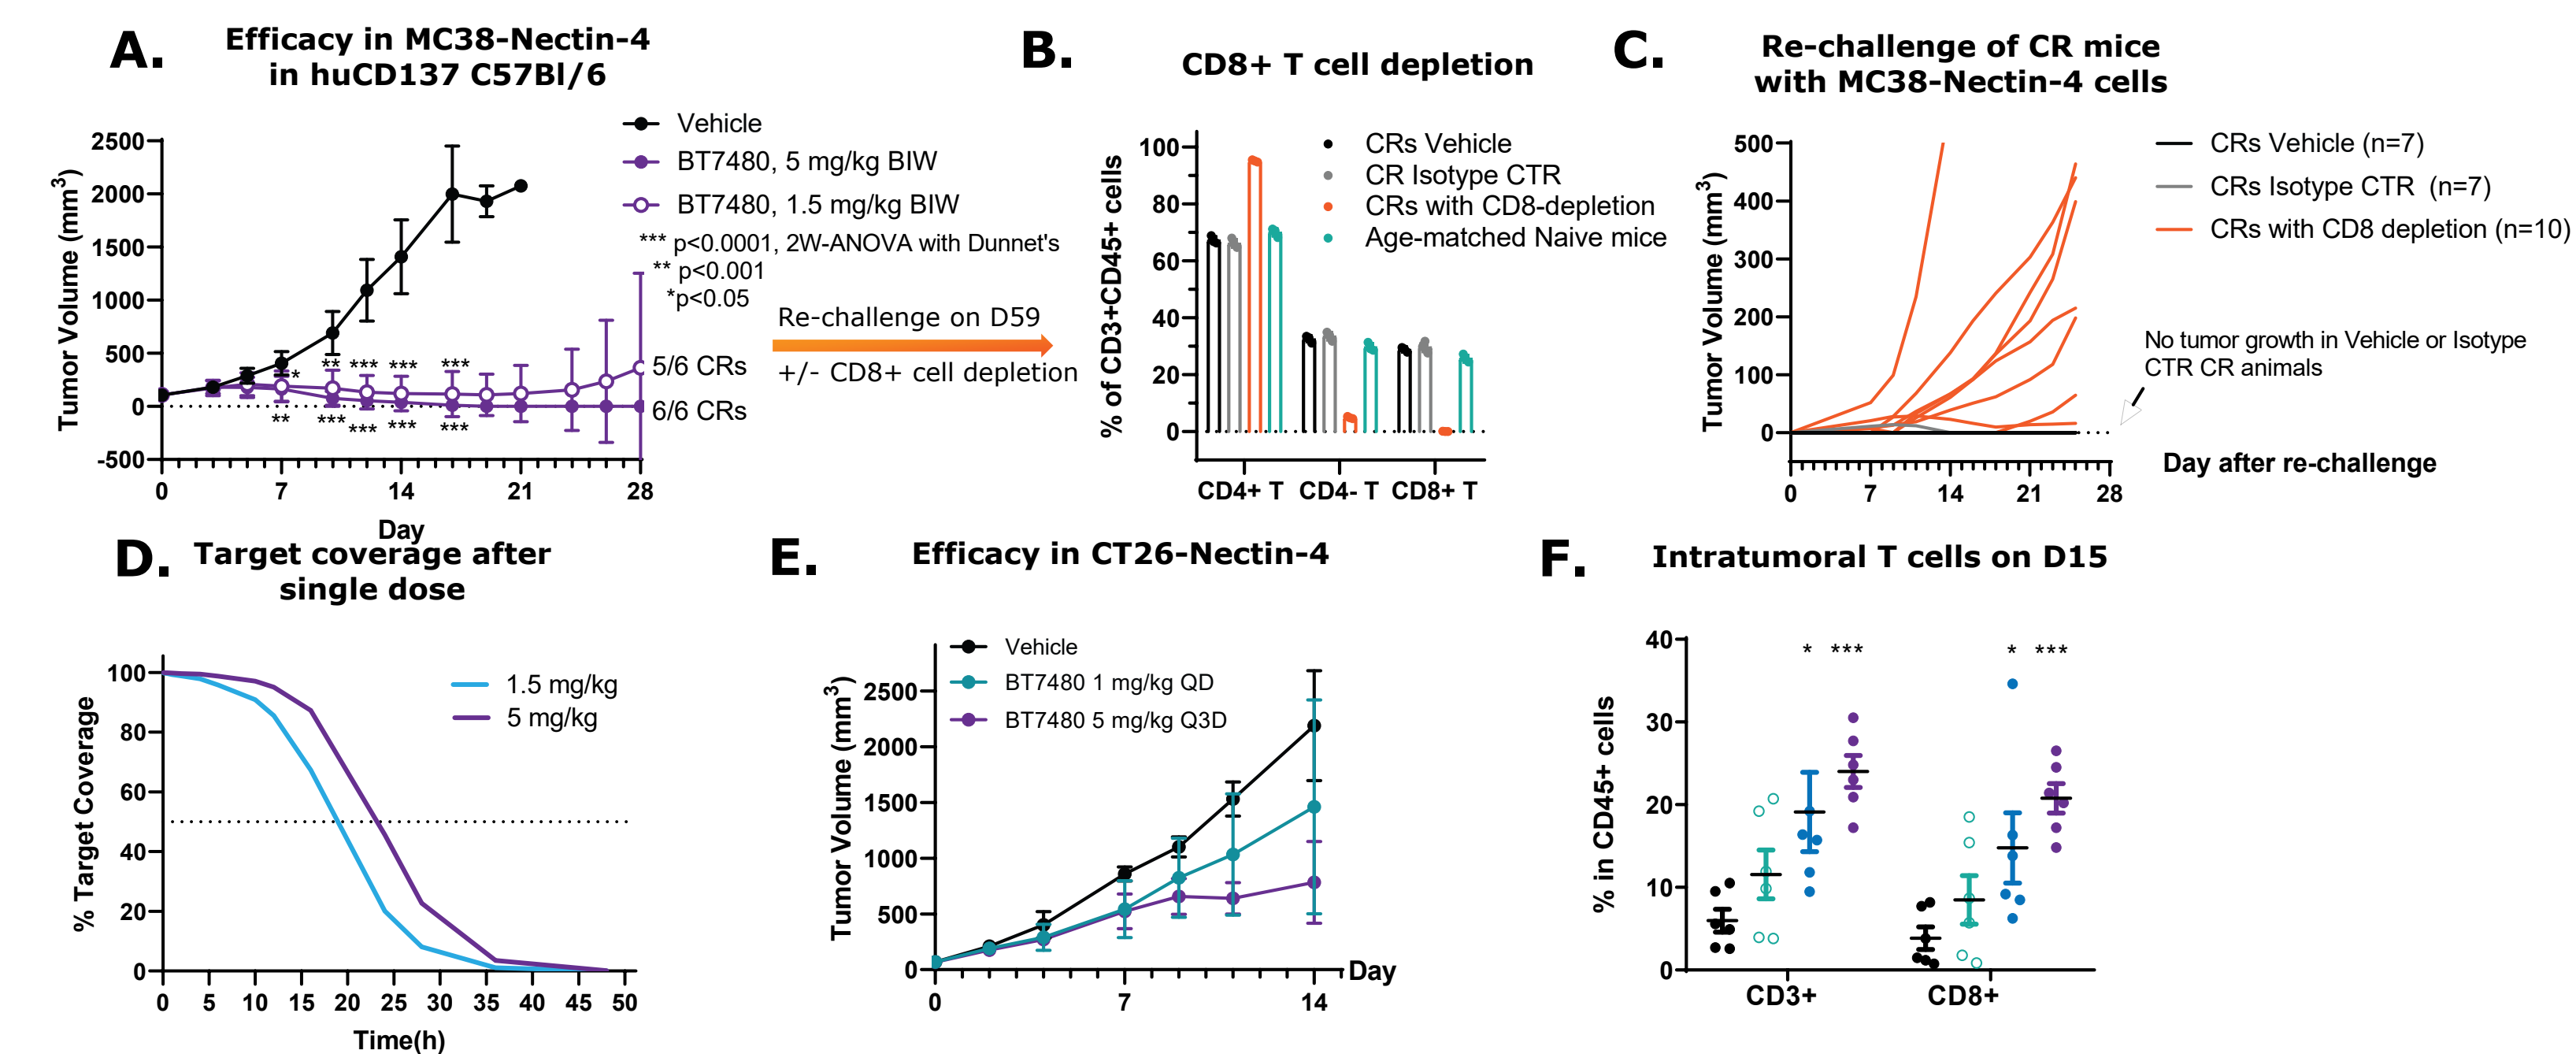 A.
Efficacy in MC38-Nectin-4
in huCD137 C57Bl/6
Tumor Volume (mm3)
2500
2000
1500
1000
500
0
-500
0 7 14 21 28
Day
Vehicle
BT7480, 5 mg/kg BIW
BT7480, 1.5 mg/kg BIW
*** p<0.0001, 2W-ANOVA with Dunnet's
** p<0.001
*p<0.05
* ** *** *** ***
** *** *** *** ***
5/6 CRs
6/6 CRs
Re-challenge on D59
+/- CD8+ cell depletion
B.
CD8+ T cell depletion
% of CD3+CD45+ cells
100
80
60
40
20
0
CD4+ T CD4- T CD8+ T
CRs Vehicle
CR Isotype CTR
CRs with CD8-depletion
Age-matched Naive mice
C.
Re-challenge of CR mice
with MC38-Nectin-4 cells
Tumor Volume (mm3)
500
400
300
200
100
0
0 7 14 21 28
Day after re-challenge
CRs Vehicle (n=7)
CRs Isotype CTR (n=7)
CRs with CD8 depletion (n=10)
No tumor growth in Vehicle or Isotype
CTR CR animals
D.
Target coverage after
single dose
% Target Coverage
100
80
60
40
20
0
0 5 10 15 20 25 30 35 40 45 50
Time(h)
1.5 mg/kg
5 mg/kg
E.
Efficacy in CT26-Nectin-4
Tumor Volume (mm3)
2500
2000
1500
1000
500
0
0 7 14
Day
Vehicle
BT7480 1 mg/kg QD
BT7480 5 mg/kg Q3D
F.
Intratumoral T cells on D15
% in CD45+ cells
40
30
20
10
0
* *** * ***
CD3+ CD8+